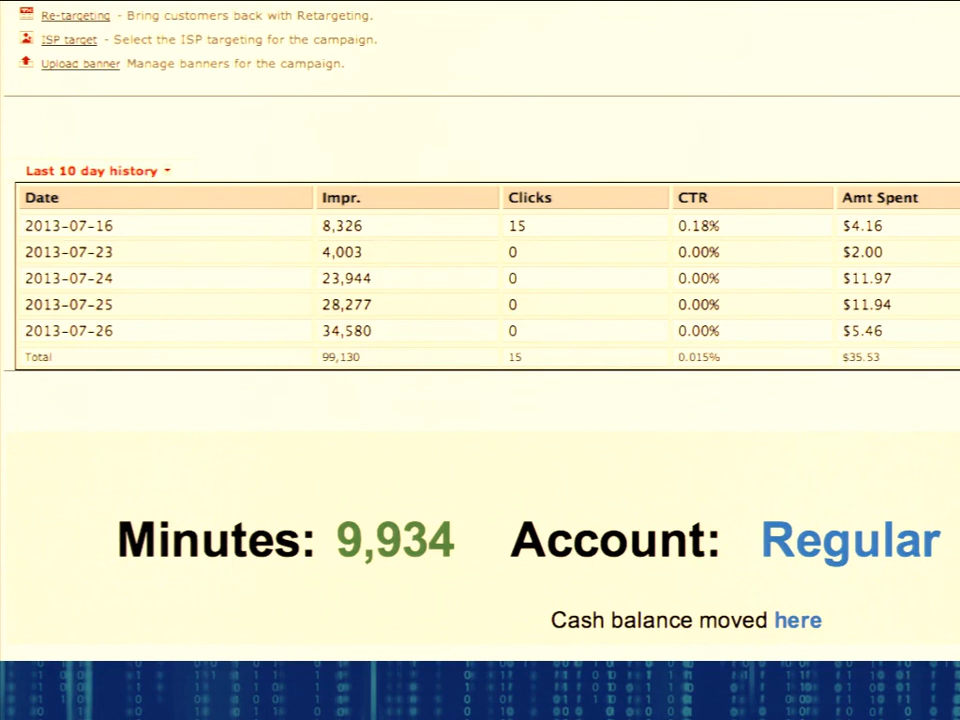 Re-targeting - Bring customers back with Retargeting.
ISP target - Select the ISP targeting for the campaign.
Upload banner Manage banners for the campaign.
Last 10 day history
Date Impr. Clicks CTR Amt Spent
2013-07-16 8,326 15 0.18% $4.16
2013-07-23 4,003 0 0.00% $2.00
2013-07-24 23,944 0 0.00% $11.97
2013-07-25 28,277 0 0.00% $11.94
2013-07-26 34,580 0 0.00% $5.46
Total 99,130 15 0.015% $35.53
Minutes: 9,934 Account: Regular
Cash balance moved here